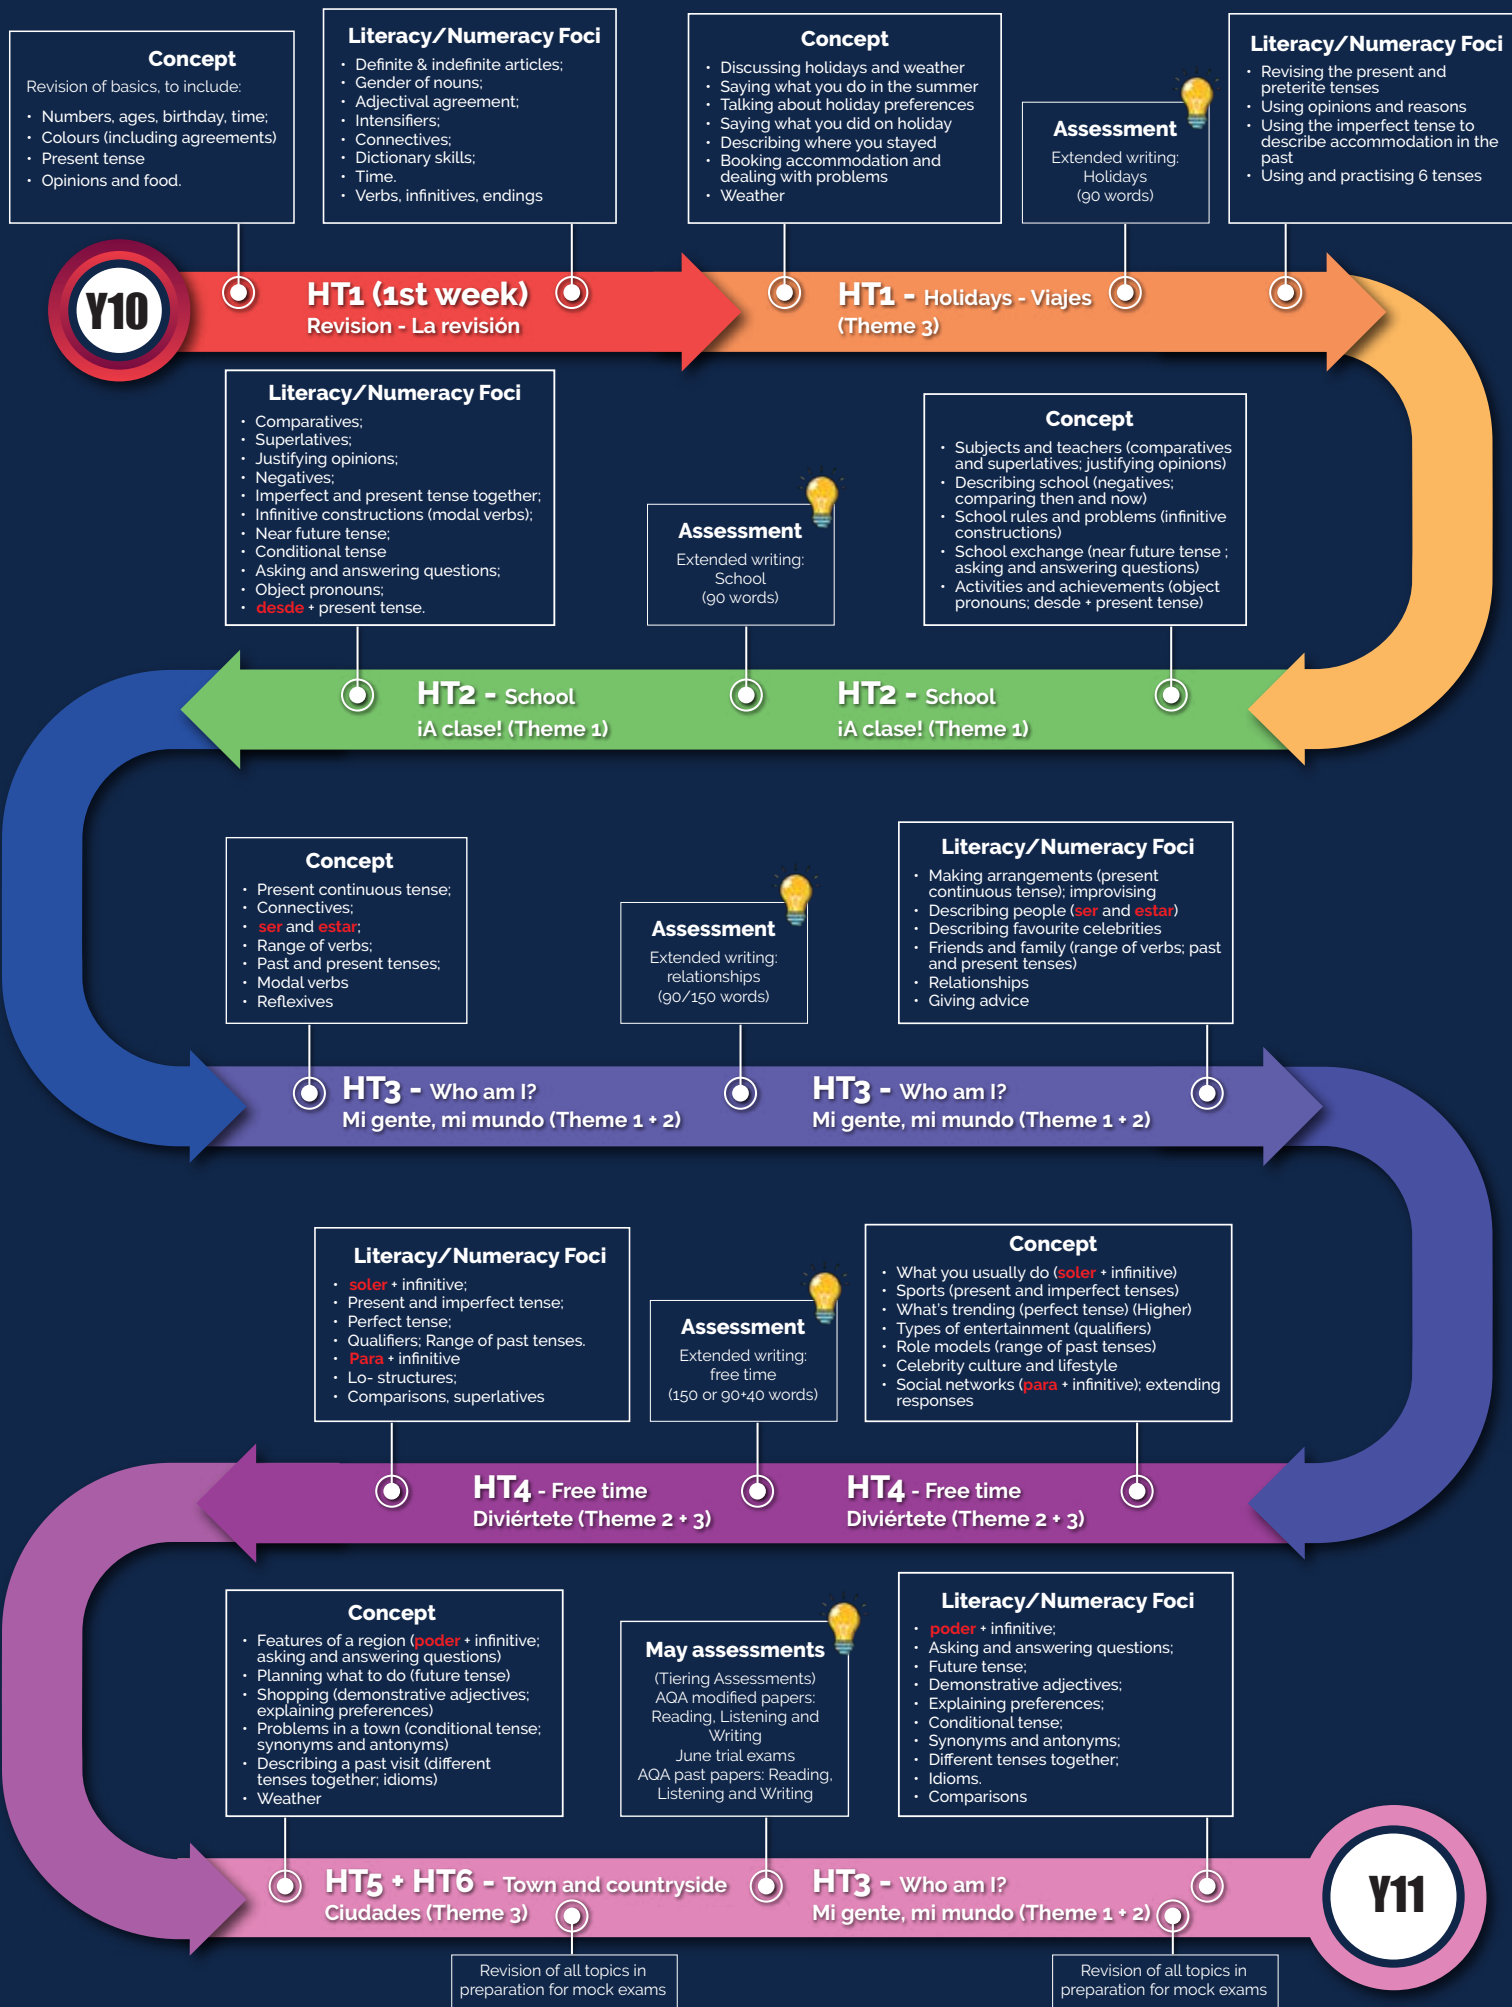 Concept
Revision of basics, to include:
• Numbers, ages, birthday, time;
• Colours (including agreements)
• Present tense
• Opinions and food.
Literacy/Numeracy Foci
• Definite & indefinite articles;
• Gender of nouns;
• Adjectival agreement;
• Intensifiers;
• Connectives;
• Dictionary skills;
• Time.
• Verbs, infinitives, endings
Concept
• Discussing holidays and weather
• Saying what you do in the summer
• Talking about holiday preferences
• Saying what you did on holiday
• Describing where you stayed
• Booking accommodation and
dealing with problems
• Weather
Assessment
Extended writing:
Holidays
(90 words)
Literacy/Numeracy Foci
• Revising the present and
preterite tenses
• Using opinions and reasons
• Using the imperfect tense to
describe accommodation in the
past
• Using and practising 6 tenses
Y10
HT1 (1st week)
Revision - La revisión
HT1 - Holidays - Viajes
(Theme 3)
Literacy/Numeracy Foci
• Comparatives;
• Superlatives;
• Justifying opinions;
• Negatives;
• Imperfect and present tense together;
• Infinitive constructions (modal verbs);
• Near future tense;
• Conditional tense
• Asking and answering questions;
• Object pronouns;
• desde + present tense.
Assessment
Extended writing:
School
(90 words)
Concept
• Subjects and teachers (comparatives
and superlatives; justifying opinions)
• Describing school (negatives;
comparing then and now)
• School rules and problems (infinitive
constructions)
• School exchange (near future tense ;
asking and answering questions)
• Activities and achievements (object
pronouns; desde + present tense)
HT2 - School
¡A clase! (Theme 1)
HT2 - School
¡A clase! (Theme 1)
Concept
• Present continuous tense;
• Connectives;
• ser and estar;
• Range of verbs;
• Past and present tenses;
• Modal verbs
• Reflexives
Assessment
Extended writing:
relationships
(90/150 words)
Literacy/Numeracy Foci
• Making arrangements (present
continuous tense); improvising
• Describing people (ser and estar)
• Describing favourite celebrities
• Friends and family (range of verbs; past
and present tenses)
• Relationships
• Giving advice
HT3 - Who am I?
Mi gente, mi mundo (Theme 1 + 2)
HT3 - Who am I?
Mi gente, mi mundo (Theme 1 + 2)
Literacy/Numeracy Foci
• soler + infinitive;
• Present and imperfect tense;
• Perfect tense;
• Qualifiers; Range of past tenses.
• Para + infinitive
• Lo- structures;
• Comparisons, superlatives
Assessment
Extended writing:
free time
(150 or 90+40 words)
Concept
• What you usually do (soler + infinitive)
• Sports (present and imperfect tenses)
• What's trending (perfect tense) (Higher)
• Types of entertainment (qualifiers)
• Role models (range of past tenses)
• Celebrity culture and lifestyle
• Social networks (para + infinitive); extending
responses
HT4 - Free time
Diviértete (Theme 2 + 3)
HT4 - Free time
Diviértete (Theme 2 + 3)
Concept
• Features of a region (poder + infinitive;
asking and answering questions)
• Planning what to do (future tense)
• Shopping (demonstrative adjectives;
explaining preferences)
• Problems in a town (conditional tense;
synonyms and antonyms)
• Describing a past visit (different
tenses together; idioms)
• Weather
May assessments
(Tiering Assessments)
AQA modified papers:
Reading, Listening and
Writing
June trial exams
AQA past papers: Reading,
Listening and Writing
Literacy/Numeracy Foci
• poder + infinitive;
• Asking and answering questions;
• Future tense;
• Demonstrative adjectives;
• Explaining preferences;
• Conditional tense;
• Synonyms and antonyms;
• Different tenses together;
• Idioms.
• Comparisons
HT5 + HT6 - Town and countryside
Ciudades (Theme 3)
HT3 - Who am I?
Mi gente, mi mundo (Theme 1 + 2)
Y11
Revision of all topics in
preparation for mock exams
Revision of all topics in
preparation for mock exams